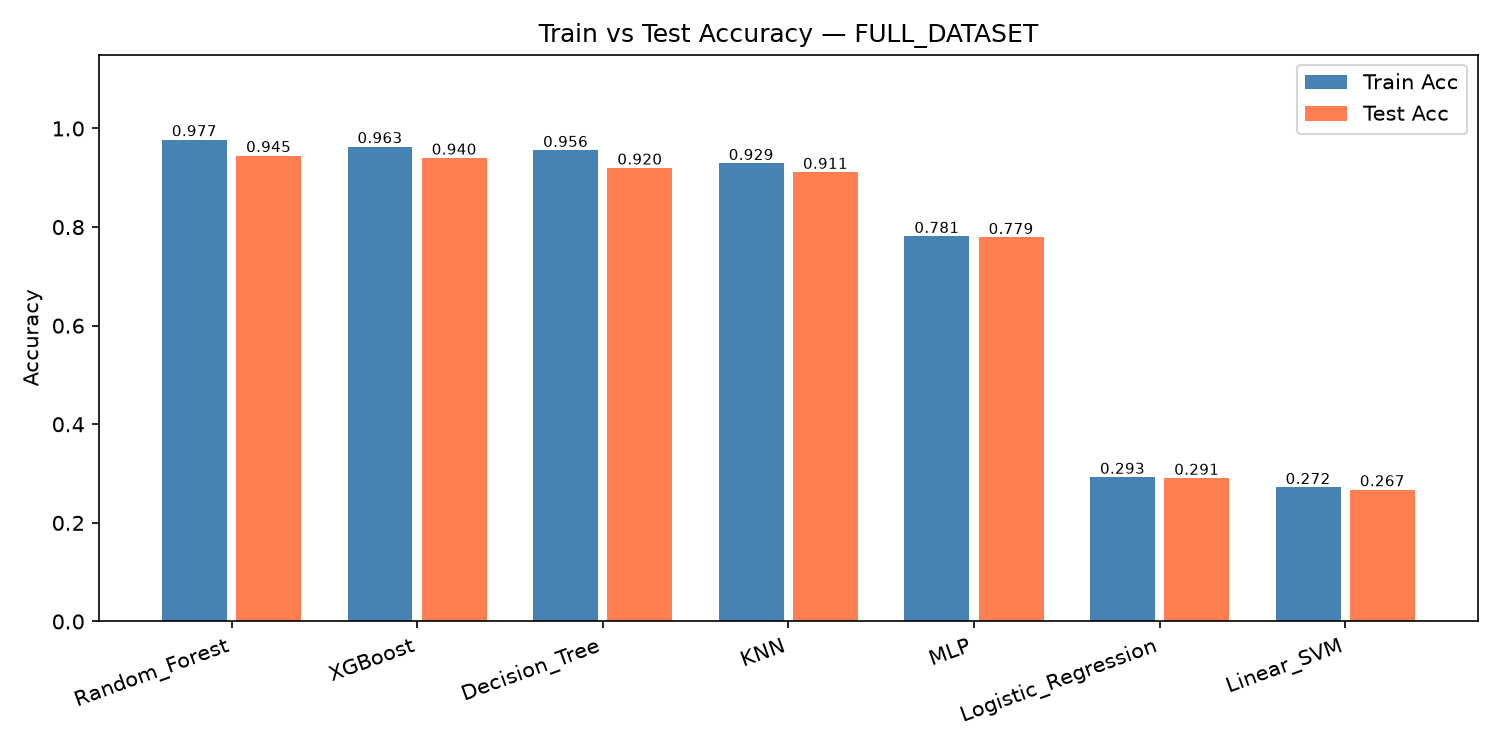 Train vs Test Accuracy — FULL_DATASET
Train Acc
Test Acc
Accuracy
1.0
0.8
0.6
0.4
0.2
0.0
0.977
0.945
0.963
0.940
0.956
0.920
0.929
0.911
0.781
0.779
0.293
0.291
0.272
0.267
Random_Forest
XGBoost
Decision_Tree
KNN
MLP
Logistic_Regression
Linear_SVM